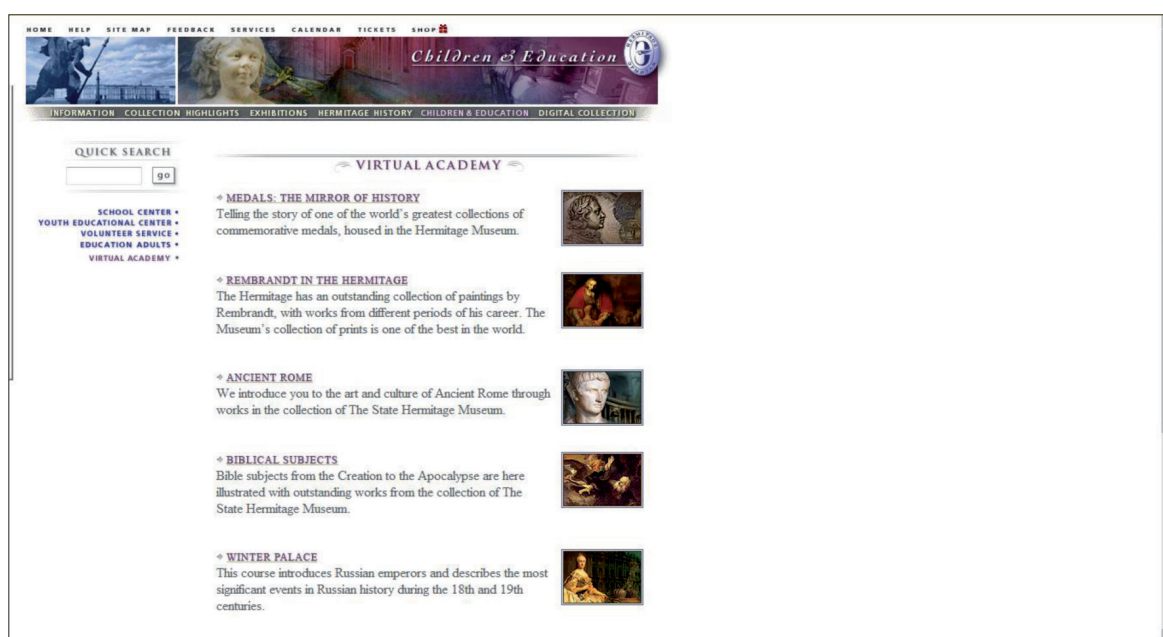 HOME HELP SITE MAP FEEDBACK SERVICES CALENDAR TICKETS SHOP
Children & Education
INFORMATION COLLECTION HIGHLIGHTS EXHIBITIONS HERMITAGE HISTORY CHILDREN & EDUCATION DIGITAL COLLECTION
QUICK SEARCH
go
SCHOOL CENTER
YOUTH EDUCATIONAL CENTER
VOLUNTEER SERVICE
EDUCATION ADULTS
VIRTUAL ACADEMY
VIRTUAL ACADEMY
MEDALS: THE MIRROR OF HISTORY
Telling the story of one of the world's greatest collections of
commemorative medals, housed in the Hermitage Museum.
REMBRANDT IN THE HERMITAGE
The Hermitage has an outstanding collection of paintings by
Rembrandt, with works from different periods of his career. The
Museum's collection of prints is one of the best in the world.
ANCIENT ROME
We introduce you to the art and culture of Ancient Rome through
works in the collection of The State Hermitage Museum.
BIBLICAL SUBJECTS
Bible subjects from the Creation to the Apocalypse are here
illustrated with outstanding works from the collection of The
State Hermitage Museum.
WINTER PALACE
This course introduces Russian emperors and describes the most
significant events in Russian history during the 18th and 19th
centuries.